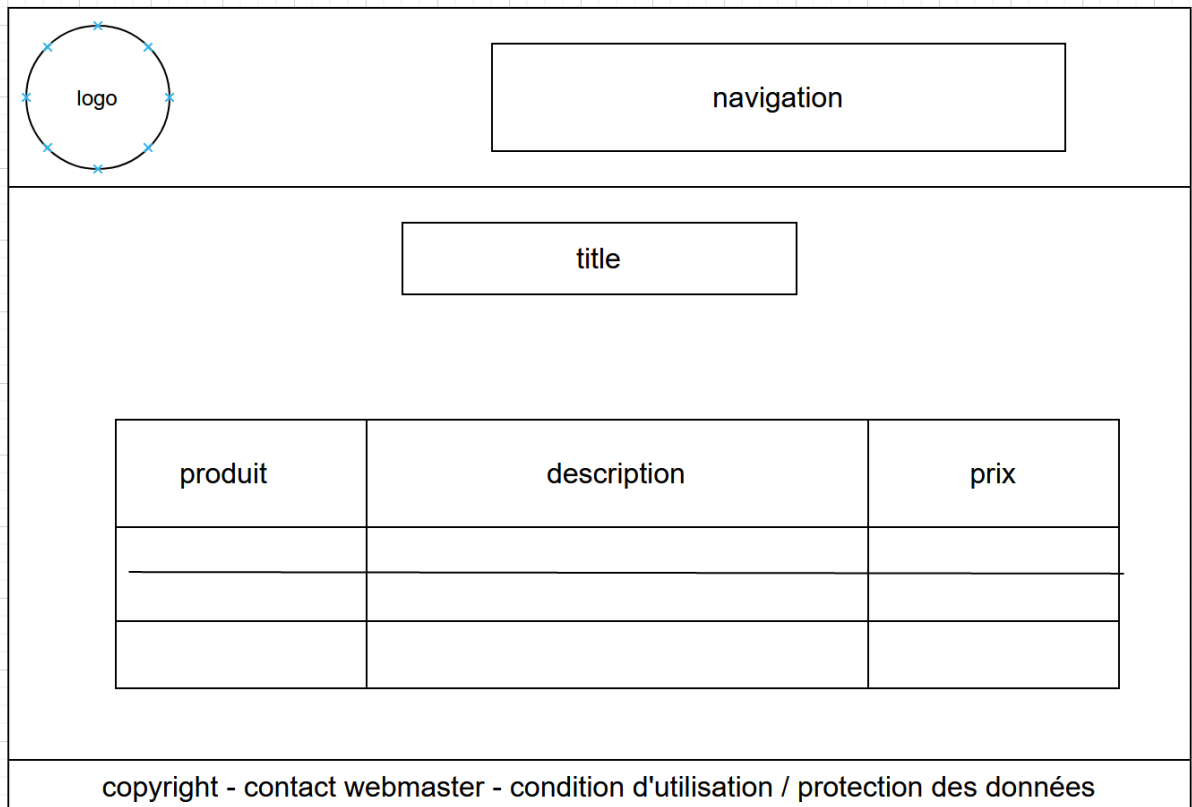 logo
navigation
title
produit
description
prix
copyright - contact webmaster - condition d'utilisation / protection des données